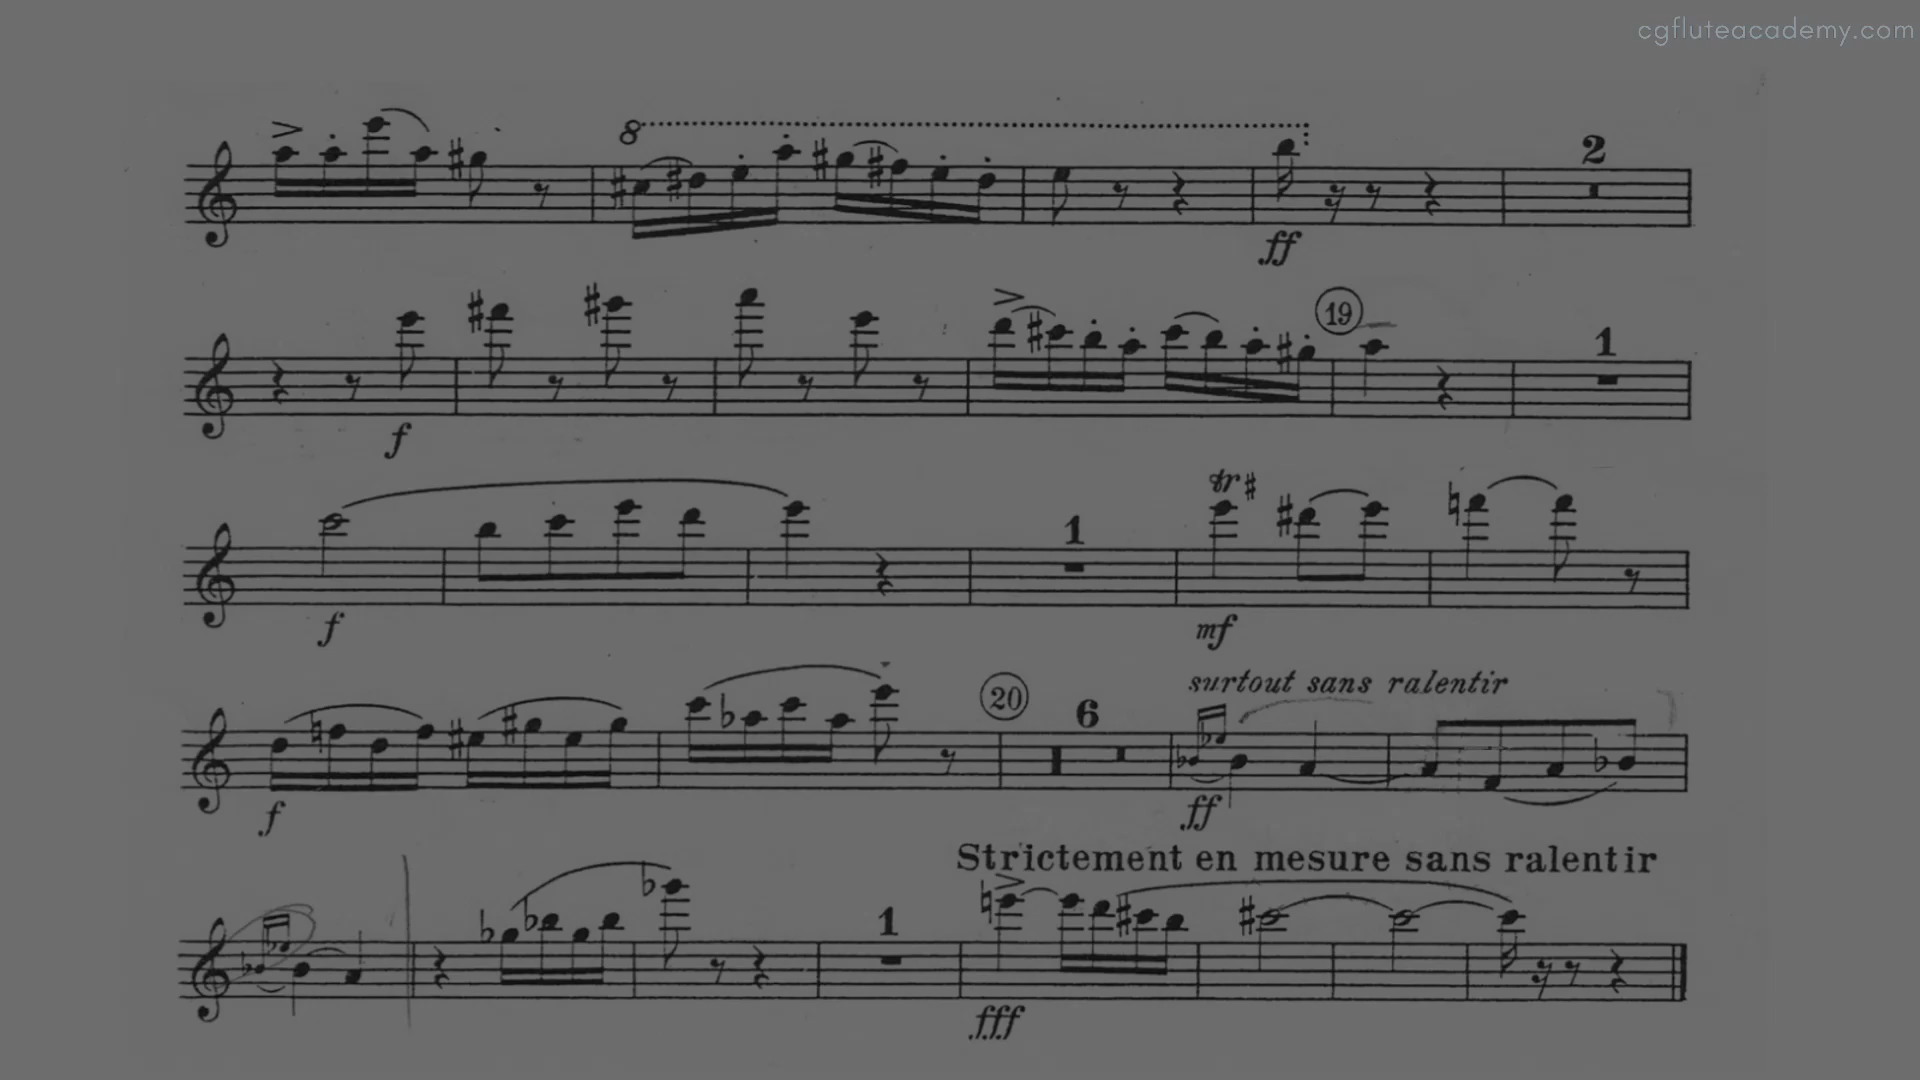 cgfluteacademy.com
8
2
ff
19
1
f
tr
1
f
mf
surtout sans ralentir
20
6
f
ff
Strictement en mesure sans ralentir
1
fff